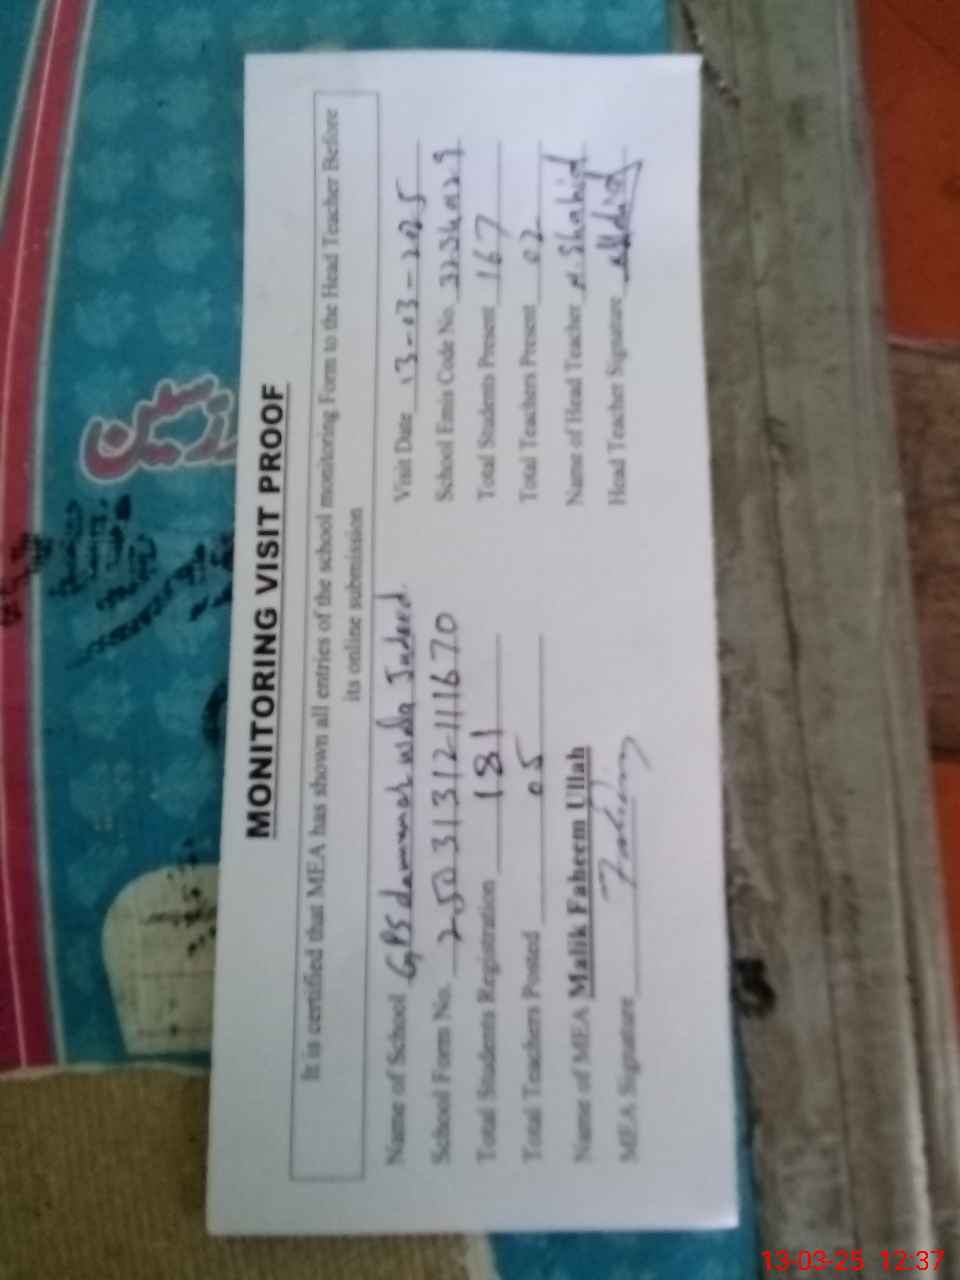 MONITORING VISIT PROOF
It is certified that MEA has shown all entries of the school monitoring Form to the Head Teacher Before
its online submission
Name of School GPS Jadeed Visit Date 13-03-2025
School Form No. 25031312111670 School Emis Code No. 32340129
Total Students Registration 181 Total Students Present 167
Total Teachers Posted 05 Total Teachers Present 02
Name of MEA Malik Faheem Ullah Name of Head Teacher M. Shahid
MEA Signature Head Teacher Signature
13-03-25 12:37